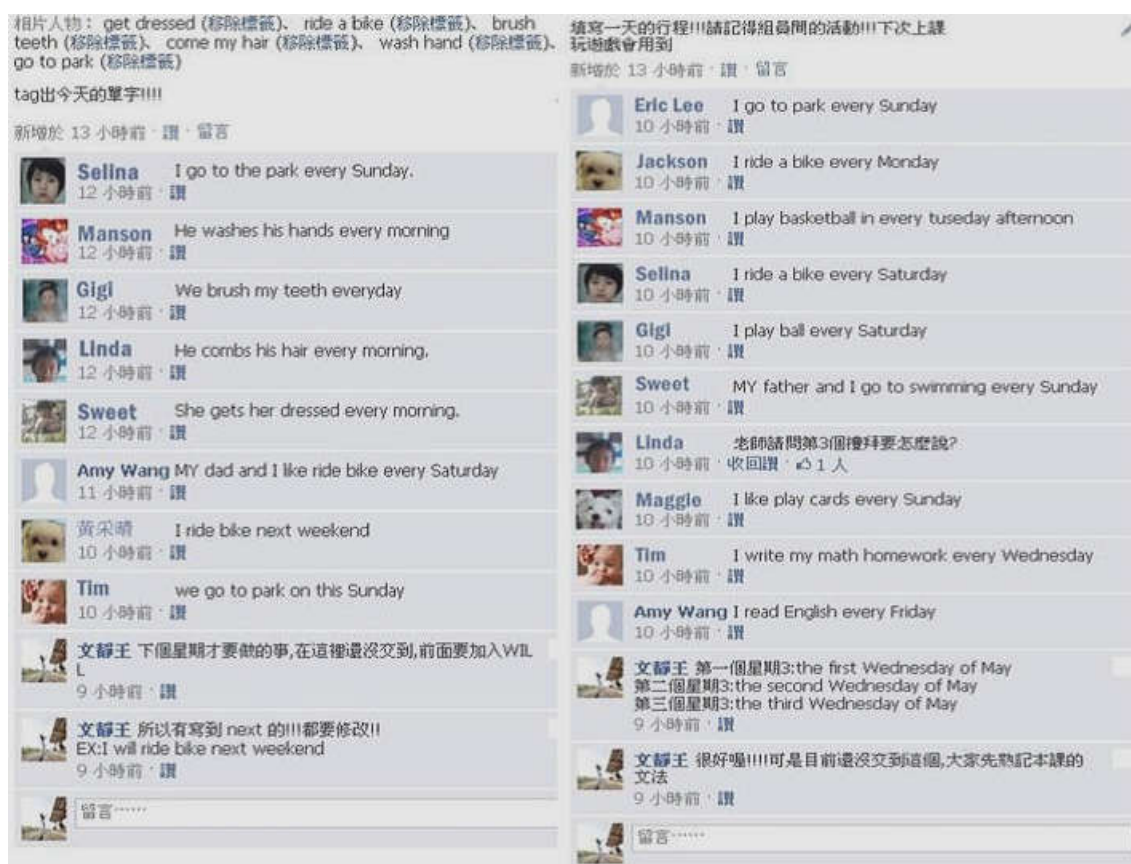 相片人物： get dressed (移除標籤)、 ride a bike (移除標籤)、 brush
teeth (移除標籤)、 come my hair (移除標籤)、 wash hand (移除標籤)、
go to park (移除標籤)
tag出今天的單字!!!!
新增於 13 小時前 · 讚 · 留言
Selina I go to the park every Sunday.
12 小時前 · 讚
Manson He washes his hands every morning
12 小時前 · 讚
Gigi We brush my teeth everyday
12 小時前 · 讚
Linda He combs his hair every morning.
12 小時前 · 讚
Sweet She gets her dressed every morning.
12 小時前 · 讚
Amy Wang MY dad and I like ride bike every Saturday
11 小時前 · 讚
黃采晴 I ride bike next weekend
10 小時前 · 讚
Tim we go to park on this Sunday
10 小時前 · 讚
文靜王 下個星期才要做的事,在這裡還沒交到,前面要加入WIL
L
9 小時前 · 讚
文靜王 所以有寫到 next 的!!!都要修改!!
EX:I will ride bike next weekend
9 小時前 · 讚
留言……
填寫一天的行程!!!請記得組員間的活動!!!下次上課
玩遊戲會用到
新增於 13 小時前 · 讚 · 留言
Eric Lee I go to park every Sunday
10 小時前 · 讚
Jackson I ride a bike every Monday
10 小時前 · 讚
Manson I play basketball in every tuseday afternoon
10 小時前 · 讚
Selina I ride a bike every Saturday
10 小時前 · 讚
Gigi I play ball every Saturday
10 小時前 · 讚
Sweet MY father and I go to swimming every Sunday
10 小時前 · 讚
Linda 老師請問第3個禮拜要怎麼說?
10 小時前 · 收回讚 · 1 人
Maggie I like play cards every Sunday
10 小時前 · 讚
Tim I write my math homework every Wednesday
10 小時前 · 讚
Amy Wang I read English every Friday
10 小時前 · 讚
文靜王 第一個星期3:the first Wednesday of May
第二個星期3:the second Wednesday of May
第三個星期3:the third Wednesday of May
9 小時前 · 讚
文靜王 很好喔!!!!可是目前還沒交到這個,大家先熟記本課的
文法
9 小時前 · 讚
留言……